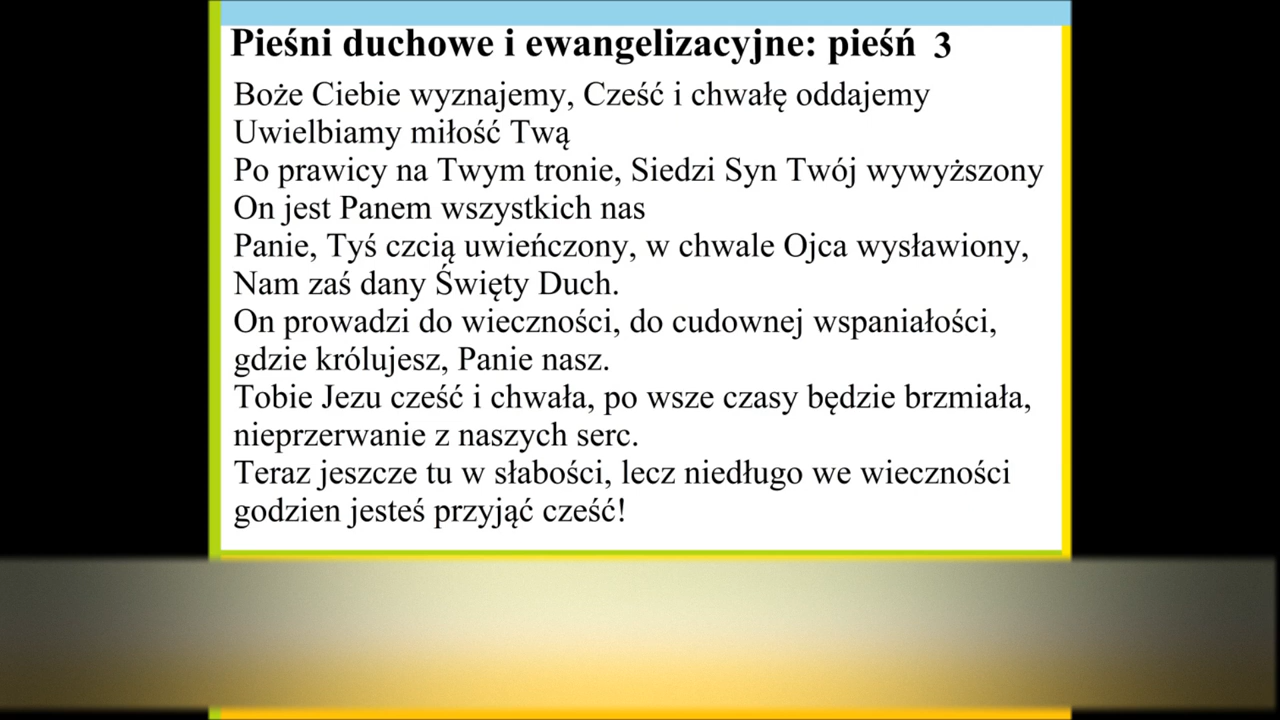 Pieśni duchowe i ewangelizacyjne: pieśń 3
Boże Ciebie wyznajemy, Cześć i chwałę oddajemy
Uwielbiamy miłość Twą
Po prawicy na Twym tronie, Siedzi Syn Twój wywyższony
On jest Panem wszystkich nas
Panie, Tyś czcią uwieńczony, w chwale Ojca wysławiony,
Nam zaś dany Święty Duch.
On prowadzi do wieczności, do cudownej wspaniałości,
gdzie królujesz, Panie nasz.
Tobie Jezu cześć i chwała, po wsze czasy będzie brzmiała,
nieprzerwanie z naszych serc.
Teraz jeszcze tu w słabości, lecz niedługo we wieczności
godzien jesteś przyjąć cześć!